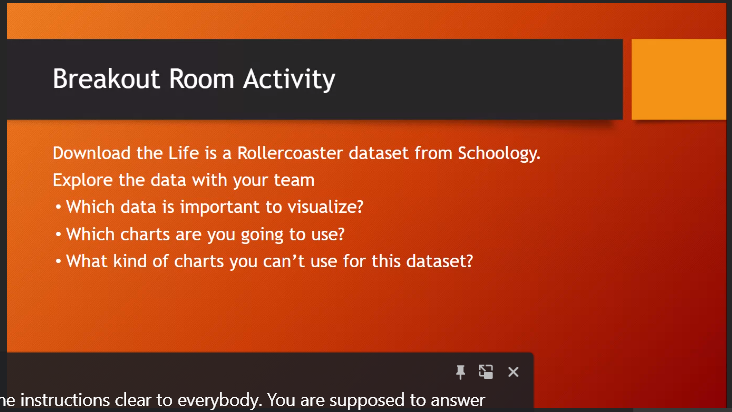 Breakout Room Activity
Download the Life is a Rollercoaster dataset from Schoology.
Explore the data with your team
• Which data is important to visualize?
• Which charts are you going to use?
• What kind of charts you can't use for this dataset?
instructions clear to everybody. You are supposed to answer